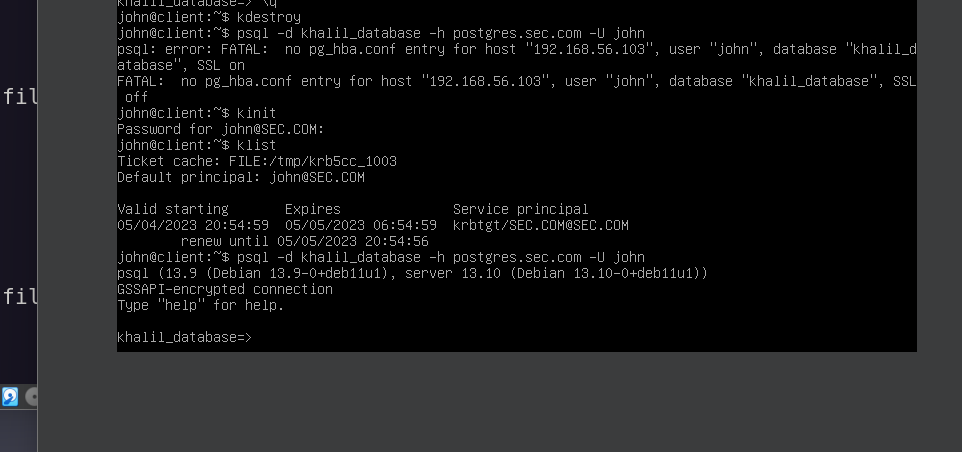 khalil_database=> \q
john@client:~$ kdestroy
john@client:~$ psql -d khalil_database -h postgres.sec.com -U john
psql: error: FATAL:  no pg_hba.conf entry for host "192.168.56.103", user "john", database "khalil_d
atabase", SSL on
FATAL:  no pg_hba.conf entry for host "192.168.56.103", user "john", database "khalil_database", SSL
 off
john@client:~$ kinit
Password for john@SEC.COM:
john@client:~$ klist
Ticket cache: FILE:/tmp/krb5cc_1003
Default principal: john@SEC.COM

Valid starting       Expires              Service principal
05/04/2023 20:54:59  05/05/2023 06:54:59  krbtgt/SEC.COM@SEC.COM
        renew until 05/05/2023 20:54:56
john@client:~$ psql -d khalil_database -h postgres.sec.com -U john
psql (13.9 (Debian 13.9-0+deb11u1), server 13.10 (Debian 13.10-0+deb11u1))
GSSAPI-encrypted connection
Type "help" for help.

khalil_database=>
fil
fil